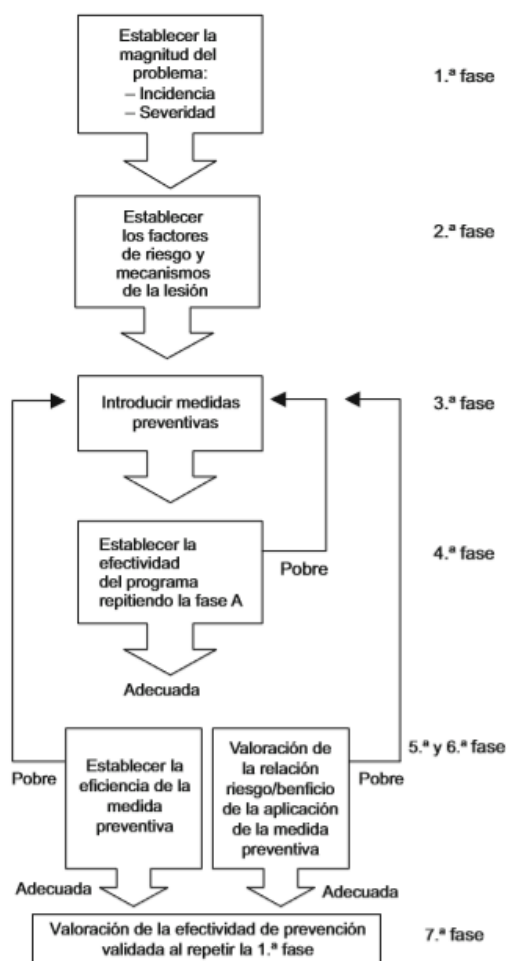 Establecer la
magnitud del
problema:
– Incidencia
– Severidad
1.ª fase
Establecer
los factores
de riesgo y
mecanismos
de la lesión
2.ª fase
Introducir medidas
preventivas
3.ª fase
Establecer la
efectividad
del programa
repitiendo la fase A
Pobre
4.ª fase
Adecuada
Establecer la
eficiencia de la
medida
preventiva
Pobre
Valoración de
la relación
riesgo/benficio
de la aplicación
de la medida
preventiva
Pobre
5.ª y 6.ª fase
Adecuada
Adecuada
Valoración de la efectividad de prevención
validada al repetir la 1.ª fase
7.ª fase